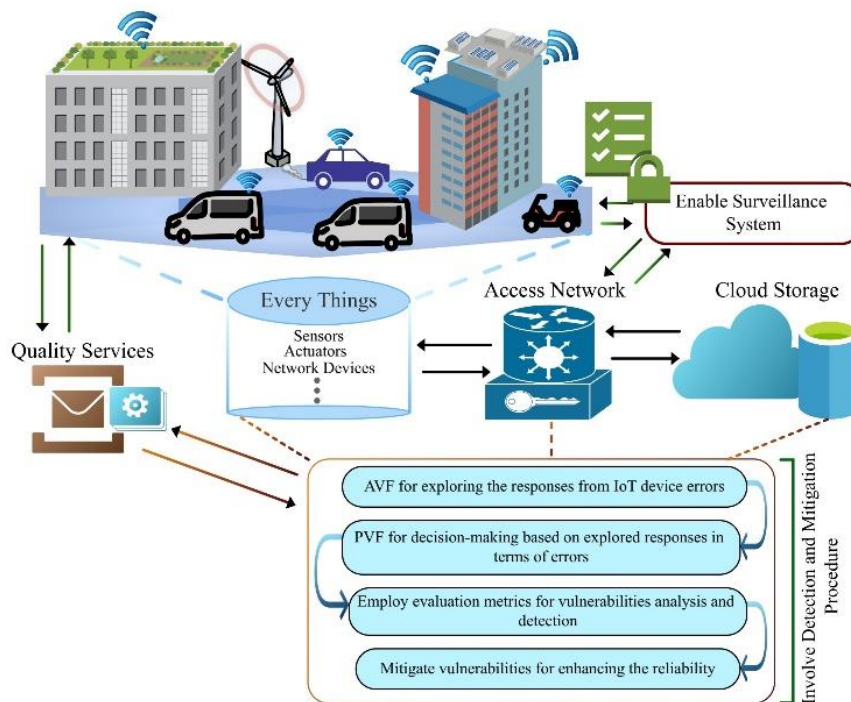 Enable Surveillance
System
Access Network
Cloud Storage
Every Things
Sensors
Actuators
Network Devices
Quality Services
AVF for exploring the responses from IoT device errors
PVF for decision-making based on explored responses in
terms of errors
Employ evaluation metrics for vulnerabilities analysis and
detection
Mitigate vulnerabilities for enhancing the reliability
Involve Detection and Mitigation
Procedure